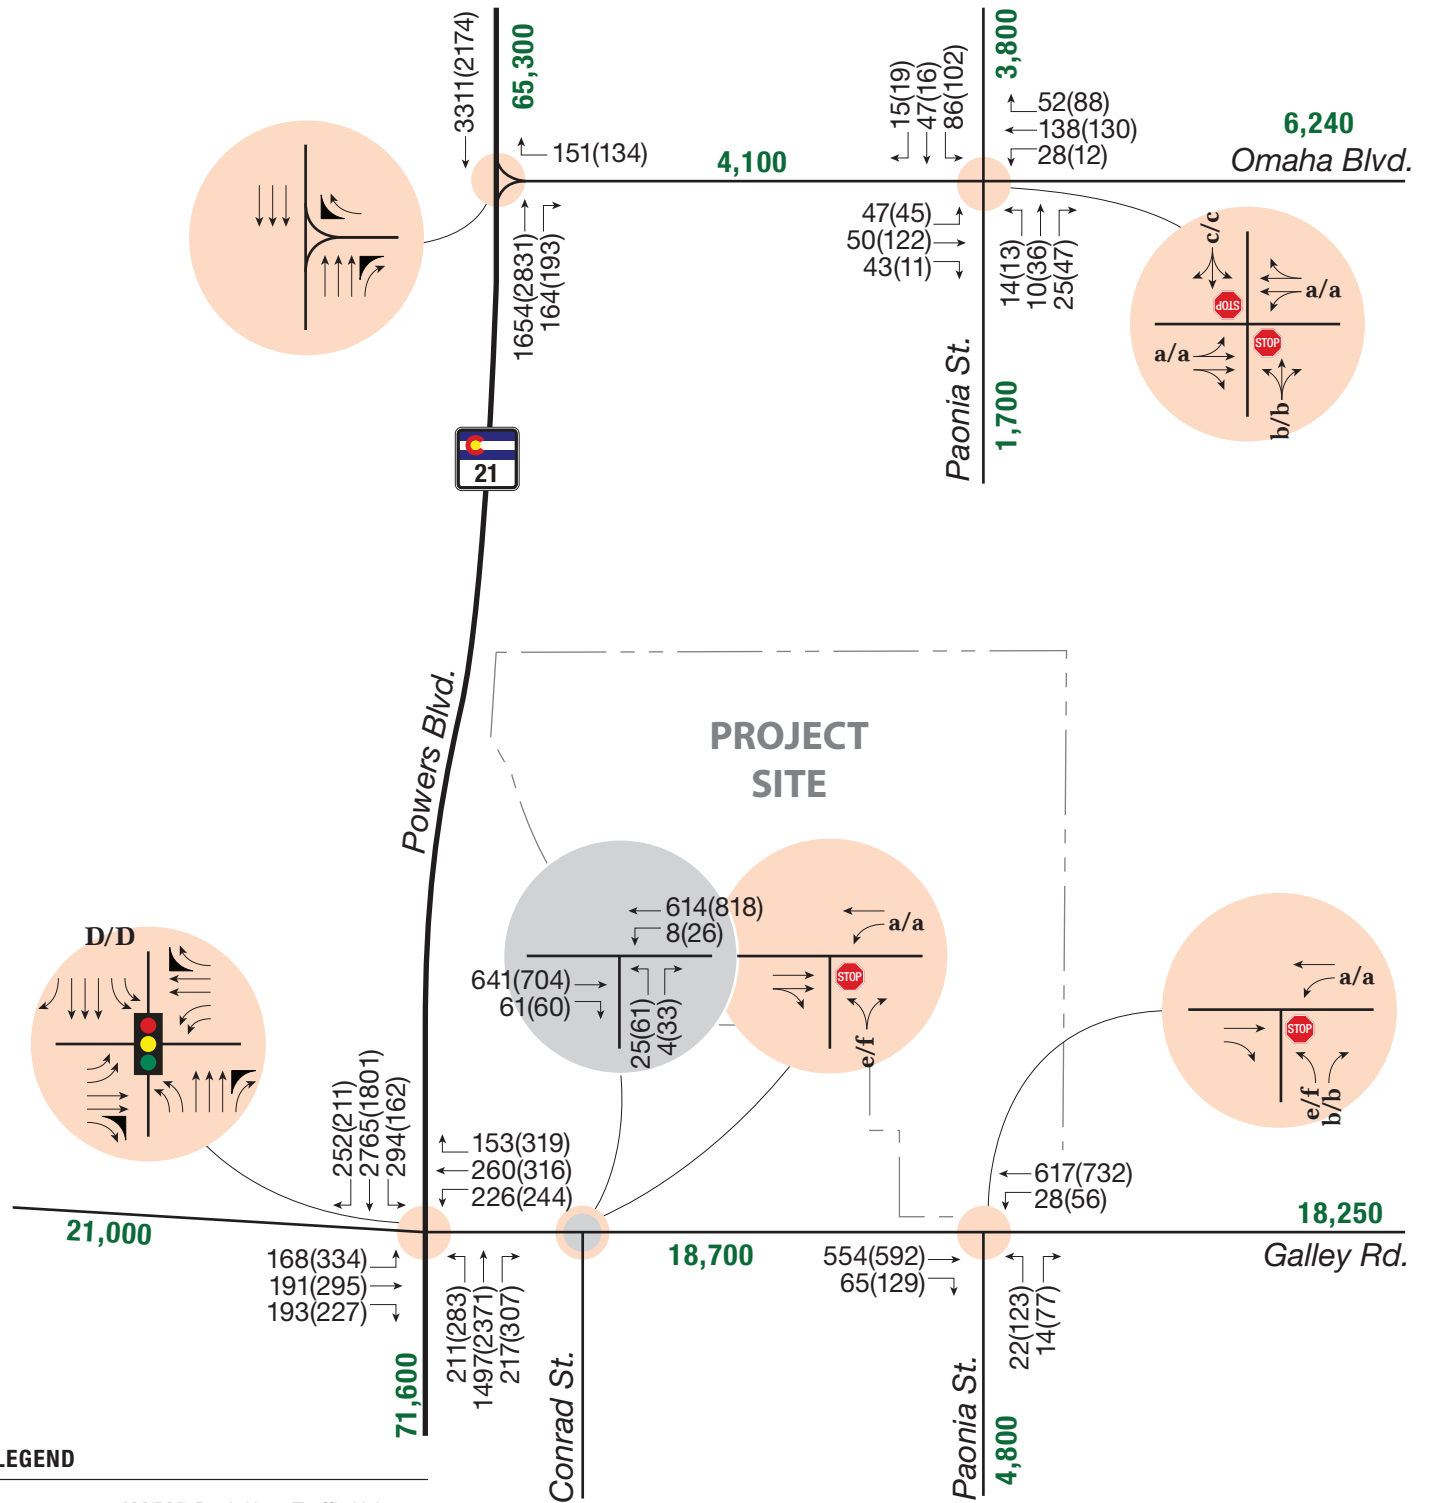 3311(2174)
65,300
151(134)
4,100
1654(2831)
164(193)
15(19)
47(16)
86(102)
3,800
52(88)
138(130)
28(12)
6,240
Omaha Blvd.
47(45)
50(122)
43(11)
14(13)
10(36)
25(47)
Paonia St.
1,700
c/c
a/a
STOP
STOP
a/a
b/b
21
Powers Blvd.
PROJECT
SITE
614(818)
8(26)
641(704)
61(60)
25(61)
4(33)
a/a
STOP
e/f
a/a
STOP
e/f
b/b
D/D
252(211)
2765(1801)
294(162)
153(319)
260(316)
226(244)
21,000
168(334)
191(295)
193(227)
211(283)
1497(2371)
217(307)
71,600
Conrad St.
18,700
554(592)
65(129)
617(732)
28(56)
18,250
Galley Rd.
22(123)
14(77)
Paonia St.
4,800
LEGEND